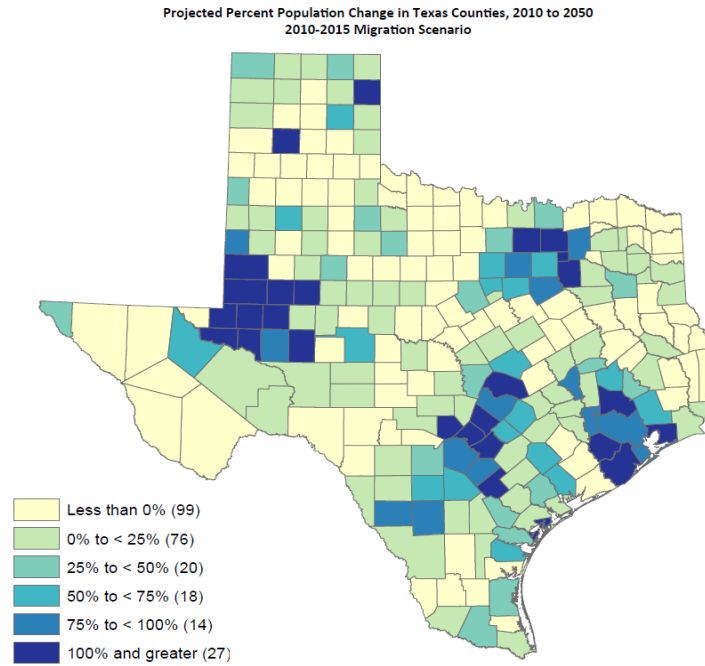 Projected Percent Population Change in Texas Counties, 2010 to 2050
2010-2015 Migration Scenario
Less than 0% (99)
0% to < 25% (76)
25% to < 50% (20)
50% to < 75% (18)
75% to < 100% (14)
100% and greater (27)